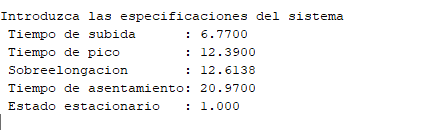 Introduzca las especificaciones del sistema
Tiempo de subida : 6.7700
Tiempo de pico : 12.3900
Sobreelongacion : 12.6138
Tiempo de asentamiento: 20.9700
Estado estacionario : 1.000